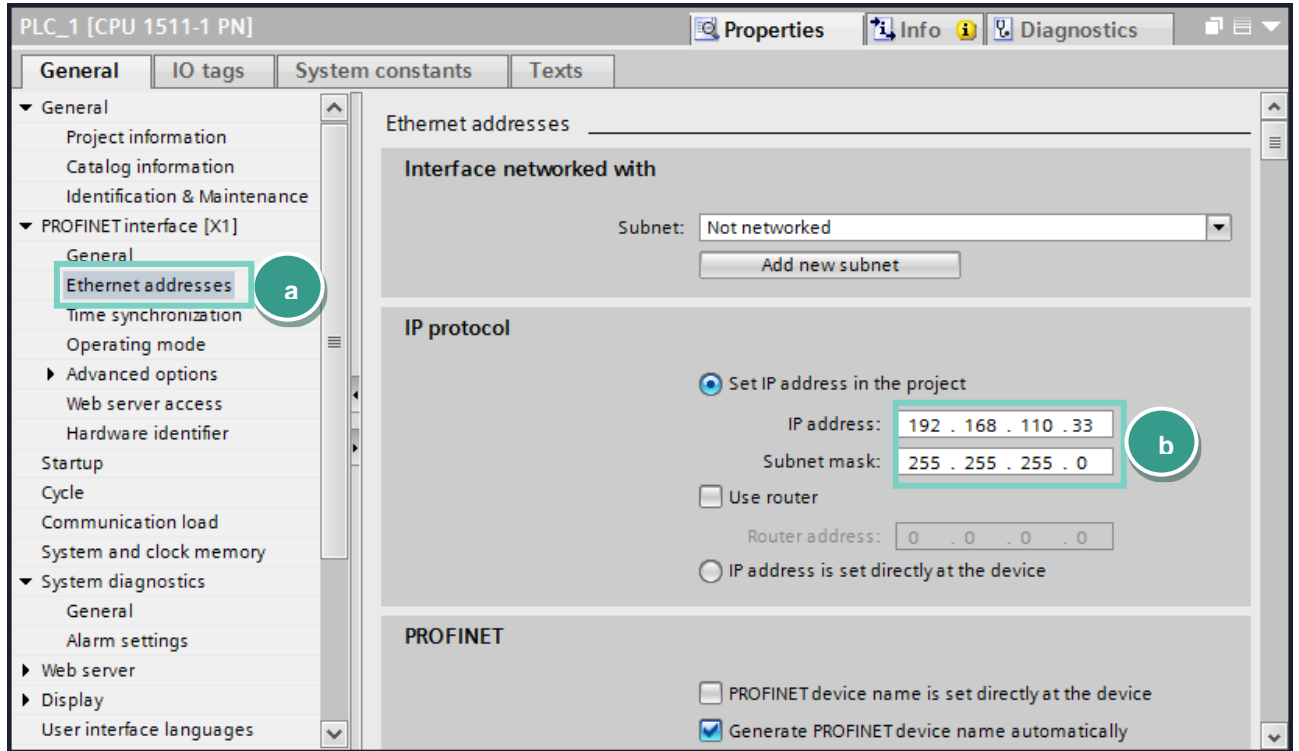 PLC_1 [CPU 1511-1 PN]
Properties
Info
Diagnostics
General
IO tags
System constants
Texts
General
Project information
Catalog information
Identification & Maintenance
PROFINET interface [X1]
General
Ethernet addresses
a
Time synchronization
Operating mode
Advanced options
Web server access
Hardware identifier
Startup
Cycle
Communication load
System and clock memory
System diagnostics
General
Alarm settings
Web server
Display
User interface languages
Ethernet addresses
Interface networked with
Subnet: Not networked
Add new subnet
IP protocol
Set IP address in the project
IP address: 192 . 168 . 110 .33
b
Subnet mask: 255 . 255 . 255 . 0
Use router
Router address: 0 . 0 . 0 . 0
IP address is set directly at the device
PROFINET
PROFINET device name is set directly at the device
Generate PROFINET device name automatically